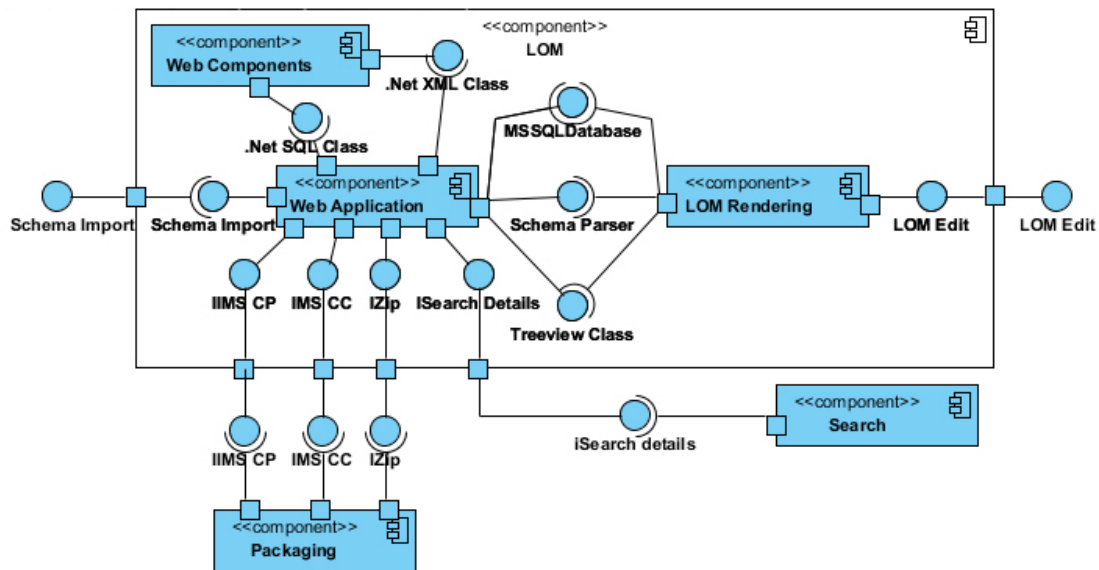 <<component>>
LOM
<<component>>
Web Components
.Net XML Class
MSSQLDatabase
.Net SQL Class
<<component>>
Web Application
<<component>>
LOM Rendering
Schema Import
Schema Import
Schema Parser
LOM Edit
LOM Edit
IIMS CP
IMS CC
IZip
ISearch Details
Treeview Class
<<component>>
Search
iSearch details
IIMS CP
IMS CC
IZip
<<component>>
Packaging